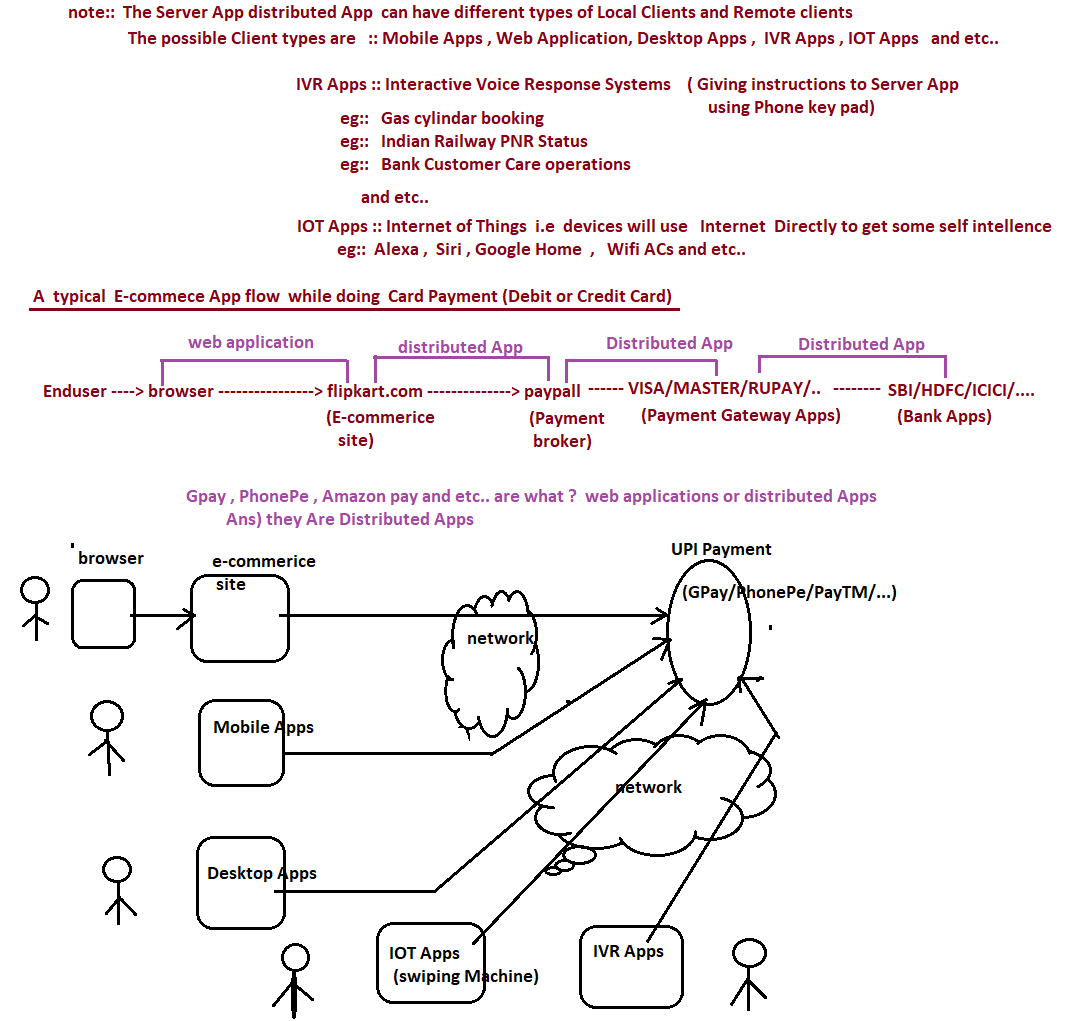 note:: The Server App distributed App can have different types of Local Clients and Remote clients
The possible Client types are :: Mobile Apps , Web Application, Desktop Apps , IVR Apps , IOT Apps and etc..
IVR Apps :: Interactive Voice Response Systems ( Giving instructions to Server App
using Phone key pad)
eg:: Gas cylindar booking
eg:: Indian Railway PNR Status
eg:: Bank Customer Care operations
and etc..
IOT Apps :: Internet of Things i.e devices will use Internet Directly to get some self intellence
eg:: Alexa , Siri , Google Home , Wifi ACs and etc..
A typical E-commece App flow while doing Card Payment (Debit or Credit Card)
web application distributed App Distributed App Distributed App
Enduser ----> browser ----------------> flipkart.com --------------> paypall ------ VISA/MASTER/RUPAY/.. -------- SBI/HDFC/ICICI/....
(E-commerice (Payment (Payment Gateway Apps) (Bank Apps)
site) broker)
Gpay , PhonePe , Amazon pay and etc.. are what ? web applications or distributed Apps
Ans) they Are Distributed Apps
browser e-commerice UPI Payment
site (GPay/PhonePe/PayTM/...)
network
Mobile Apps
network
Desktop Apps
IOT Apps IVR Apps
(swiping Machine)